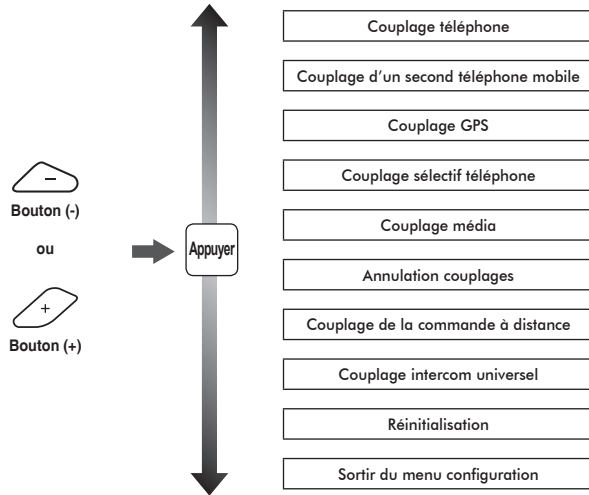 Couplage téléphone
Couplage d'un second téléphone mobile
Couplage GPS
Couplage sélectif téléphone
Couplage média
Annulation couplages
Couplage de la commande à distance
Couplage intercom universel
Réinitialisation
Sortir du menu configuration
−
Bouton (-)
ou
+
Bouton (+)
Appuyer